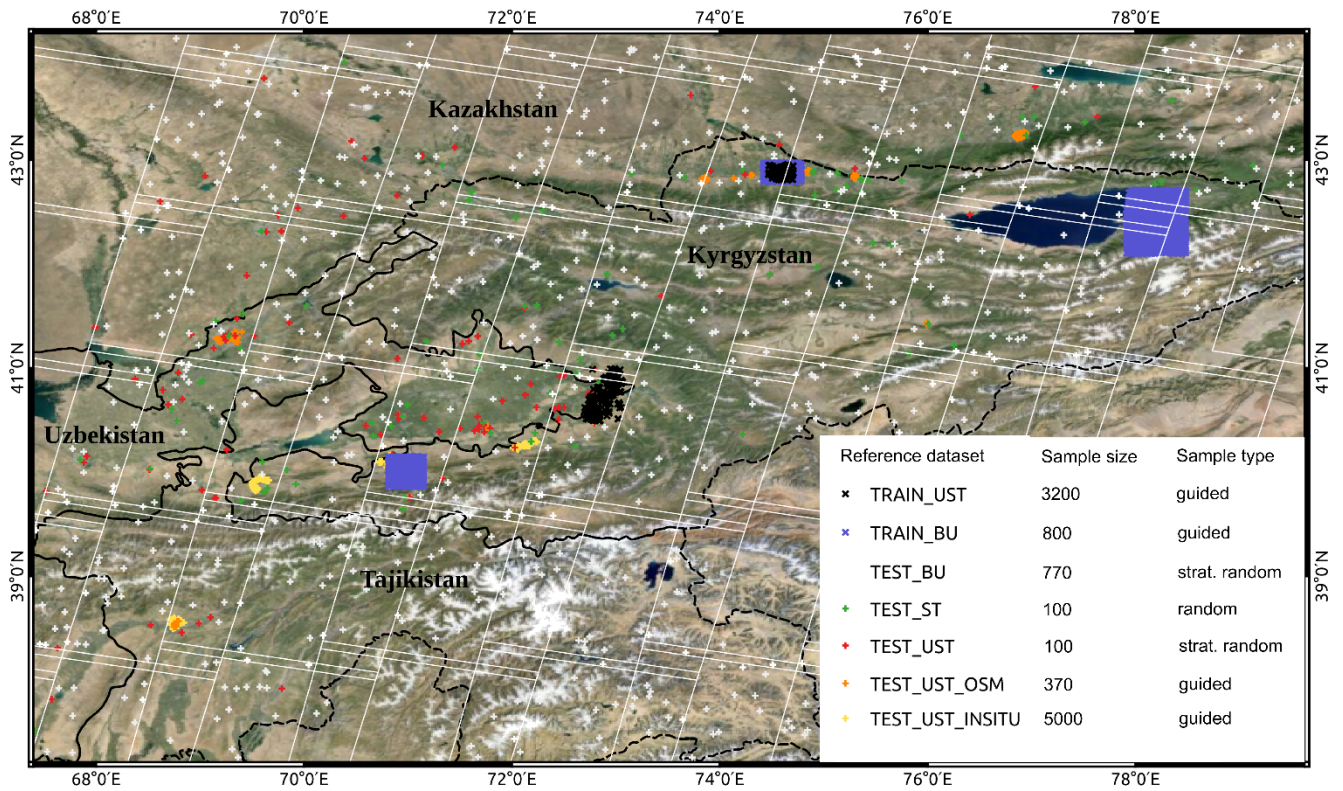 68°0'E 70°0'E 72°0'E 74°0'E 76°0'E 78°0'E
Kazakhstan
43°0'N 43°0'N
Kyrgyzstan
41°0'N 41°0'N
Uzbekistan
Reference dataset Sample size Sample type
TRAIN_UST 3200 guided
TRAIN_BU 800 guided
TEST_BU 770 strat. random
39°0'N 39°0'N
Tajikistan
TEST_ST 100 random
TEST_UST 100 strat. random
TEST_UST_OSM 370 guided
TEST_UST_INSITU 5000 guided
68°0'E 70°0'E 72°0'E 74°0'E 76°0'E 78°0'E